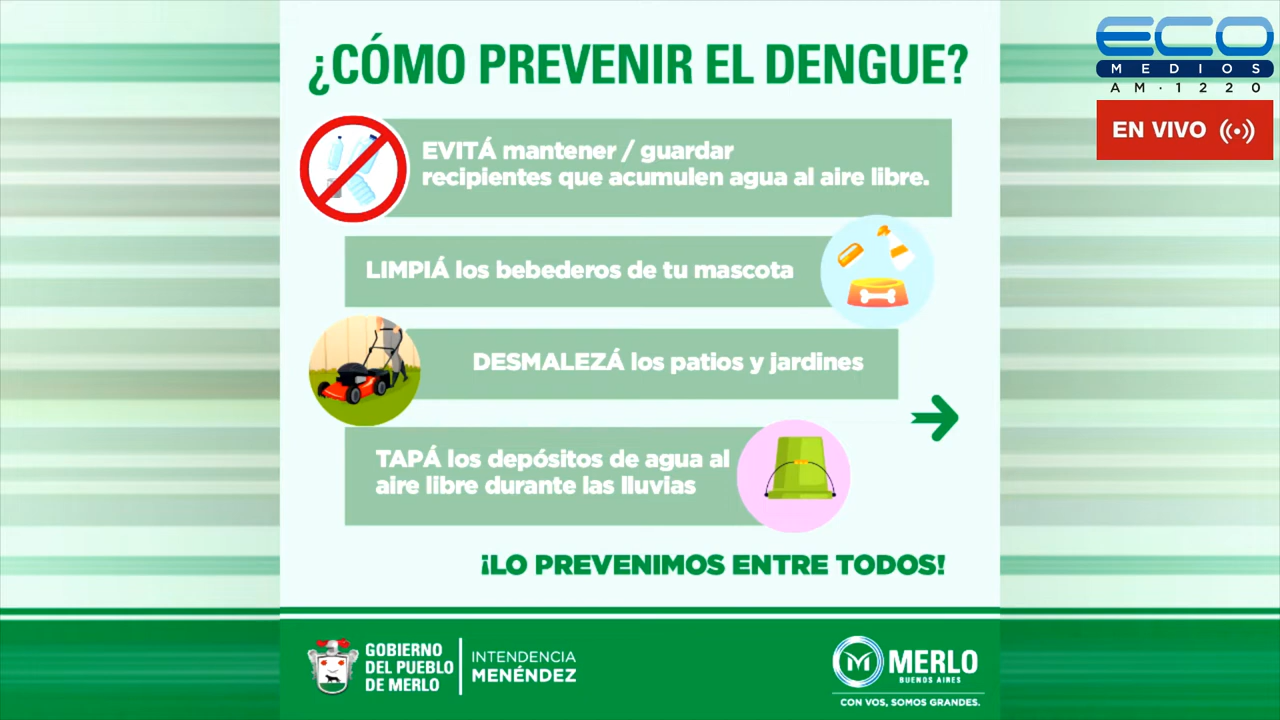 ¿CÓMO PREVENIR EL DENGUE?
ECO
MEDIOS
AM·1220
EN VIVO
EVITÁ mantener / guardar
recipientes que acumulen agua al aire libre.
LIMPIÁ los bebederos de tu mascota
DESMALEZÁ los patios y jardines
TAPÁ los depósitos de agua al
aire libre durante las lluvias
¡LO PREVENIMOS ENTRE TODOS!
GOBIERNO
DEL PUEBLO
DE MERLO
INTENDENCIA
MENÉNDEZ
M MERLO
BUENOS AIRES
CON VOS, SOMOS GRANDES.